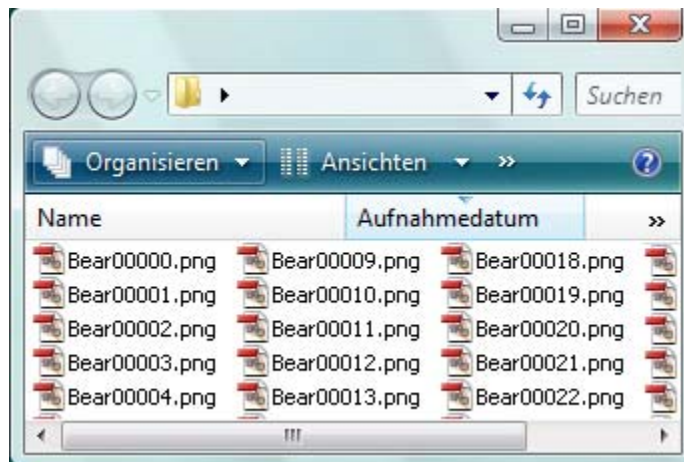 Suchen
Organisieren Ansichten »
Name Aufnahmedatum »
Bear00000.png Bear00009.png Bear00018.png
Bear00001.png Bear00010.png Bear00019.png
Bear00002.png Bear00011.png Bear00020.png
Bear00003.png Bear00012.png Bear00021.png
Bear00004.png Bear00013.png Bear00022.png